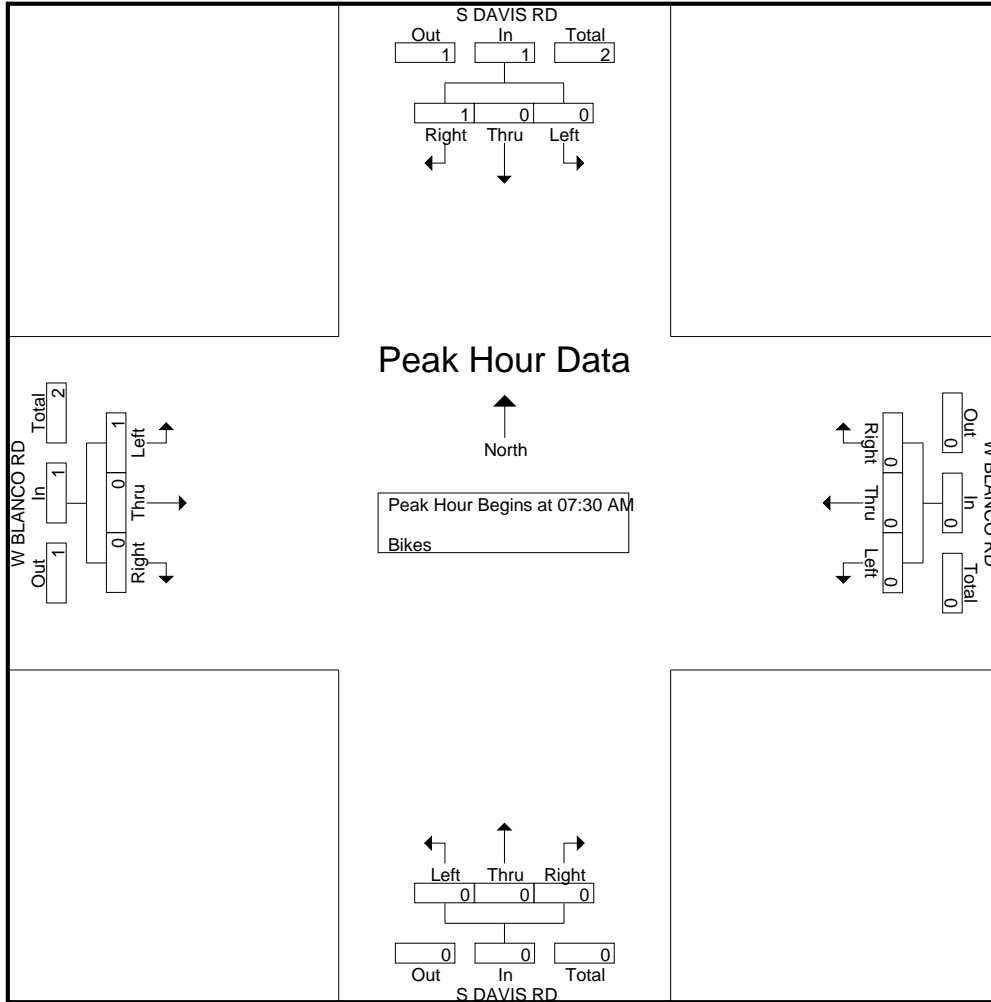 S DAVIS RD
Out In Total
1 1 2
1 0 0
Right Thru Left
Peak Hour Data
North
Peak Hour Begins at 07:30 AM
Bikes
W BLANCO RD
Out In Total
1 1 2
0 0 1
Right Thru Left
W BLANCO RD
Out In Total
0 0 0
0 0 0
Right Thru Left
Left Thru Right
0 0 0
0 0 0
Out In Total
S DAVIS RD